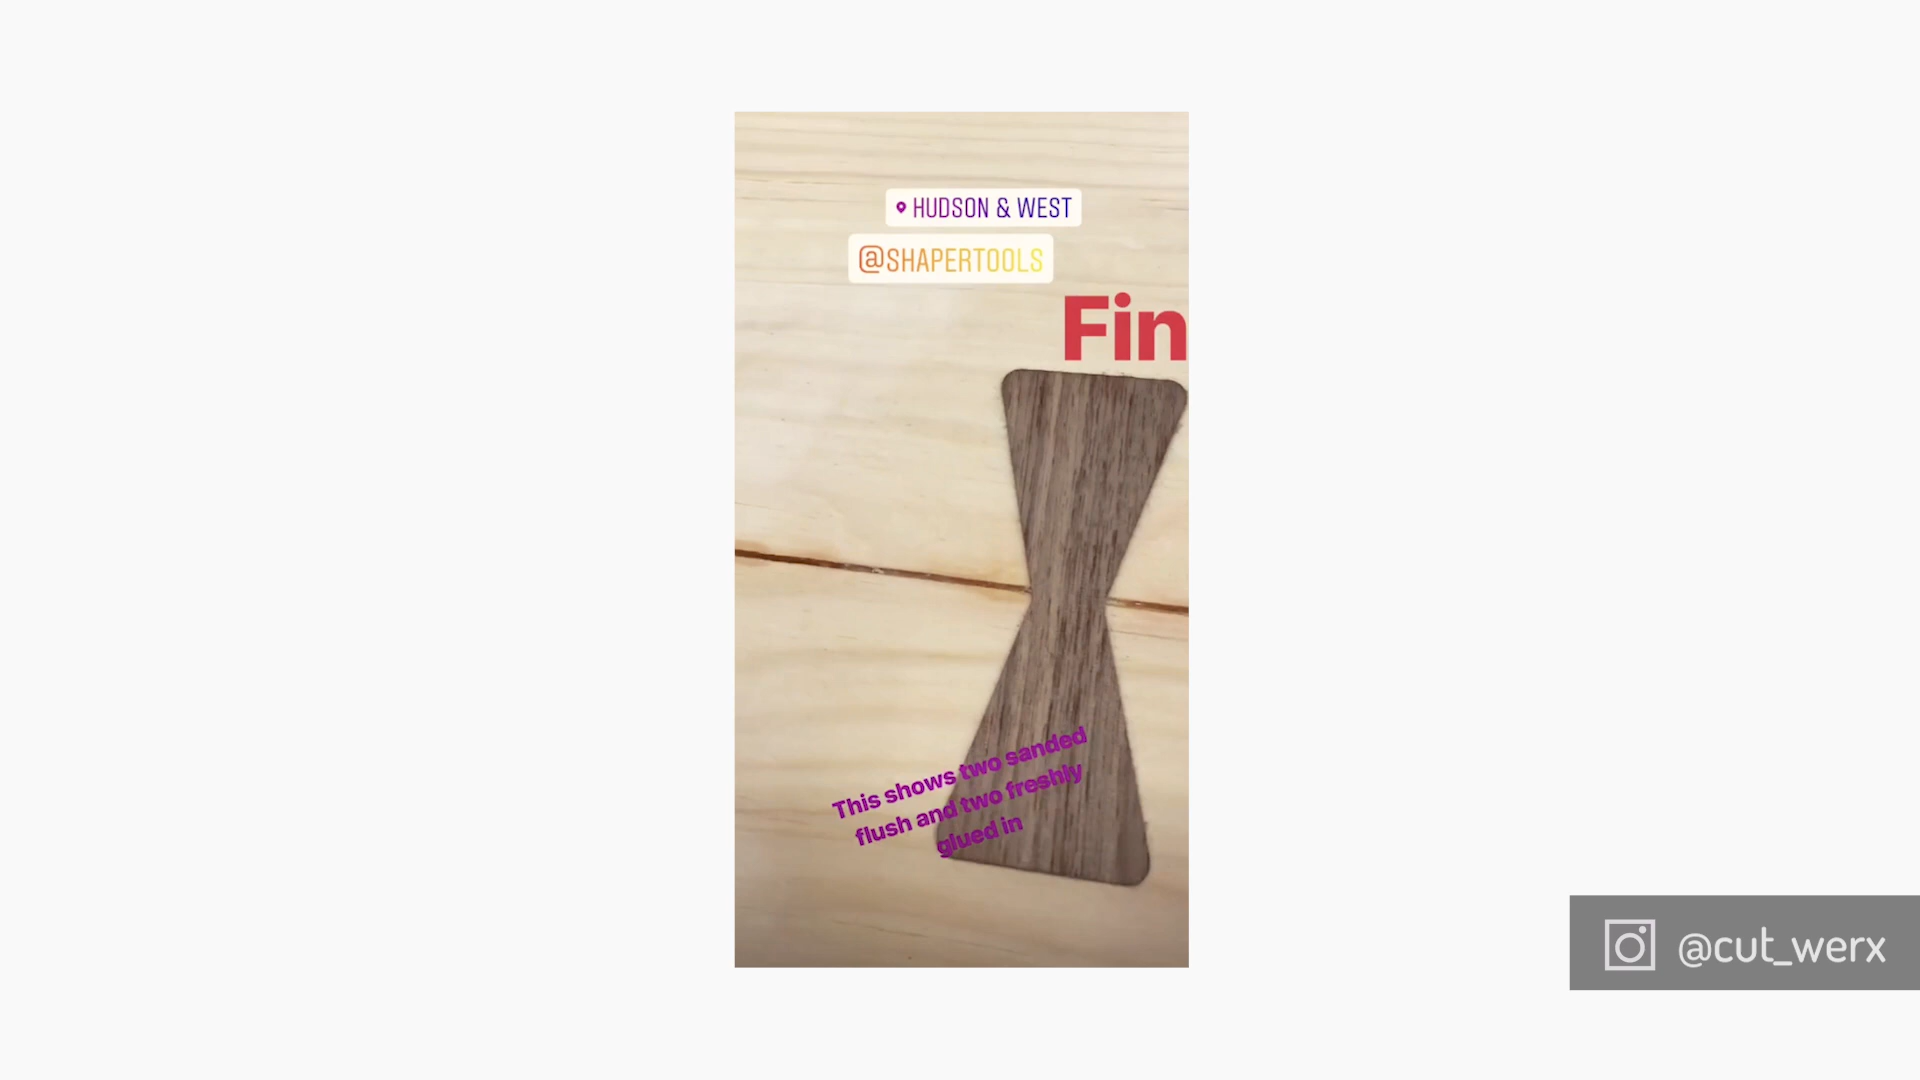 HUDSON & WEST
@SHAPERTOOLS
Fin
This shows two sanded
flush and two freshly
glued in
@cut_werx